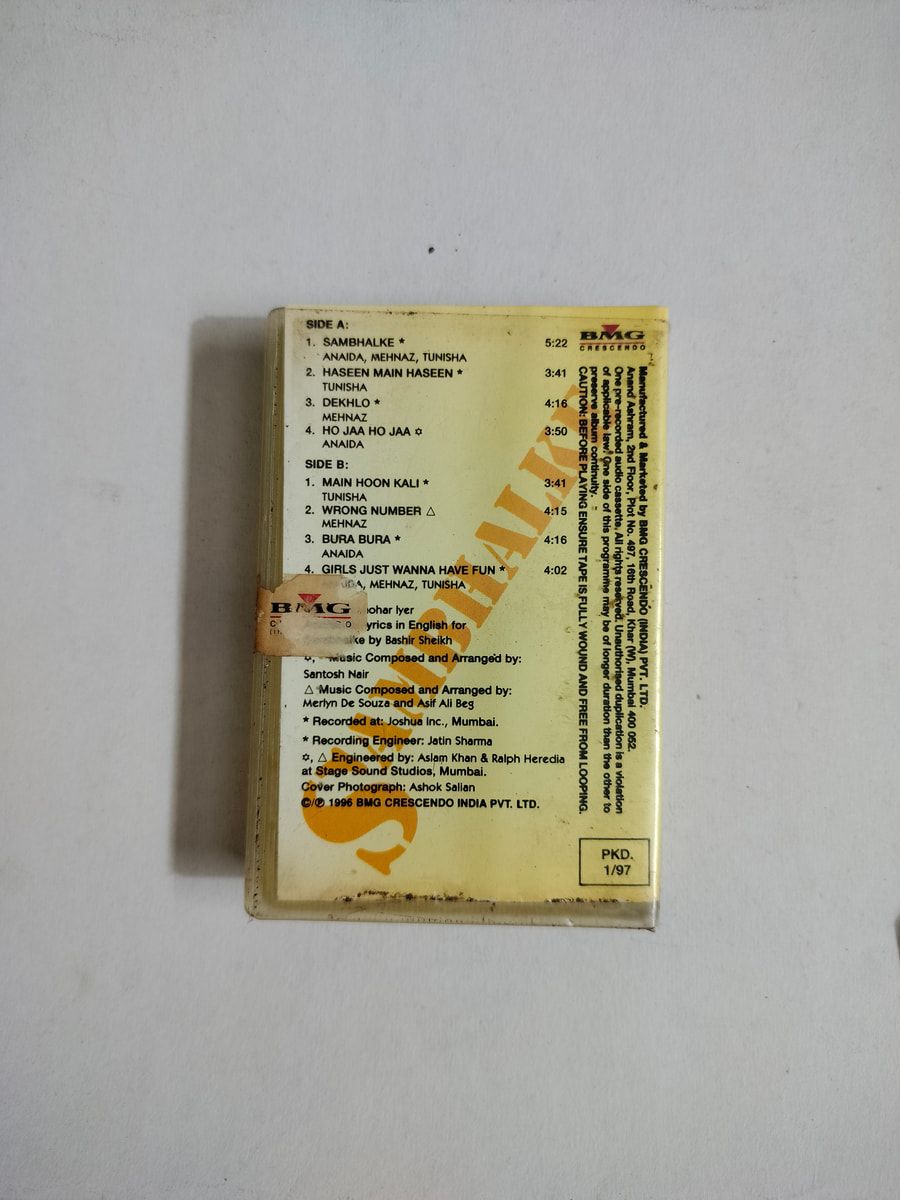 SIDE A:
1. SAMBHALKE * 5:22
ANAIDA, MEHNAZ, TUNISHA
2. HASEEN MAIN HASEEN * 3:41
TUNISHA
3. DEKHLO * 4:16
MEHNAZ
4. HO JAA HO JAA ✡ 3:50
ANAIDA
SIDE B:
1. MAIN HOON KALI * 3:41
TUNISHA
2. WRONG NUMBER △ 4:15
MEHNAZ
3. BURA BURA * 4:16
ANAIDA
4. GIRLS JUST WANNA HAVE FUN * 4:02
MEHNAZ, TUNISHA
Iyer
in English for
by Bashir Sheikh
✡, * Music Composed and Arranged by:
Santosh Nair
△ Music Composed and Arranged by:
Merlyn De Souza and Asif Ali Beg
* Recorded at: Joshua Inc., Mumbai.
* Recording Engineer: Jatin Sharma
✡, △ Engineered by: Aslam Khan & Ralph Heredia
at Stage Sound Studios, Mumbai.
Cover Photograph: Ashok Salian
©/℗ 1996 BMG CRESCENDO INDIA PVT. LTD.
SAMBHALKE
BMG
BMG
CRESCENDO
Manufactured & Marketed by BMG CRESCENDO (INDIA) PVT. LTD.
Anand Ashram, 2nd Floor, Plot No. 497, 16th Road, Khar (W), Mumbai 400 052.
One pre-recorded audio cassette. All rights reserved. Unauthorised duplication is a violation
of applicable law. One side of this programme may be of longer duration than the other to
preserve album continuity.
CAUTION: BEFORE PLAYING ENSURE TAPE IS FULLY WOUND AND FREE FROM LOOPING.
PKD.
1/97